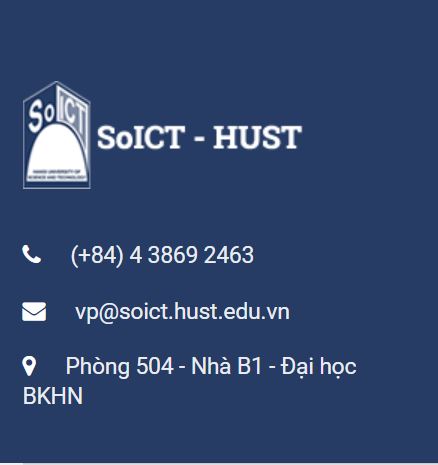 SoICT
HANOI UNIVERSITY OF
SCIENCE AND TECHNOLOGY
SoICT - HUST
(+84) 4 3869 2463
vp@soict.hust.edu.vn
Phòng 504 - Nhà B1 - Đại học
BKHN